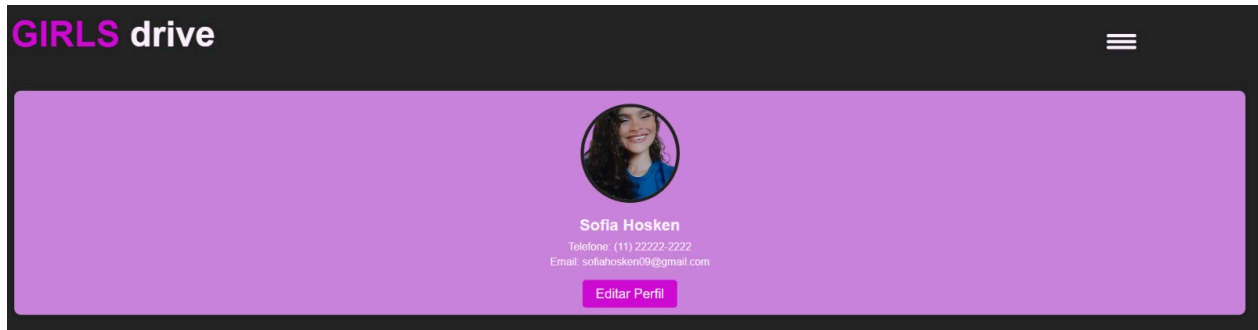 GIRLS drive
Sofia Hosken
Telefone: (11) 22222-2222
Email: sofiahosken09@gmail.com
Editar Perfil